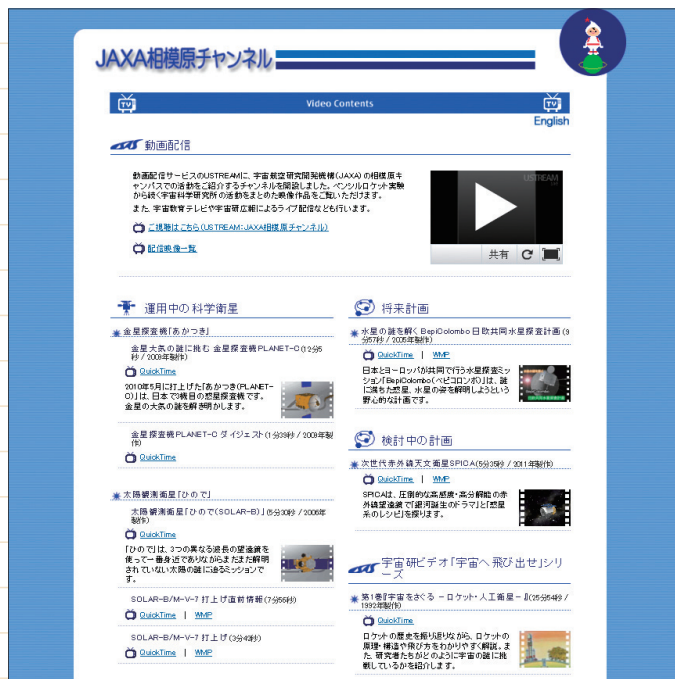 JAXA相模原チャンネル
TV
Video Contents
TV
English
動画配信
動画配信サービスのUSTREAMに、宇宙航空研究開発機構(JAXA)の相模原キ
ャンパスでの活動をご紹介するチャンネルを開設しました。ペンシルロケット実験
から続く宇宙科学研究所の活動をまとめた映像作品をご覧いただけます。
また、宇宙教育テレビや宇宙研広報によるライブ配信なども行います。
ご視聴はこちら(USTREAM:JAXA相模原チャンネル)
配信映像一覧
USTREAM
共有
運用中の科学衛星
金星探査機「あかつき」
金星大気の謎に挑む 金星探査機PLANET-C(12分5
秒 / 2009年製作)
QuickTime
2010年5月に打上げた「あかつき(PLANET-
C)」は、日本で3機目の惑星探査機です。
金星の大気の謎を解き明かします。
金星探査機PLANET-C ダイジェスト(1分39秒 / 2009年製
作)
QuickTime
太陽観測衛星「ひので」
太陽観測衛星「ひので(SOLAR-B)」(5分30秒 / 2006年
製作)
QuickTime
「ひので」は、3つの異なる波長の望遠鏡を
使って一番身近でありながらまだまだ解明
されていない太陽の謎に迫るミッションで
す。
SOLAR-B/M-V-7 打上げ直前情報(7分56秒)
QuickTime | WMP
SOLAR-B/M-V-7 打上げ(3分42秒)
QuickTime | WMP
将来計画
水星の謎を解く BepiColombo 日欧共同水星探査計画(9
分57秒 / 2005年製作)
QuickTime | WMP
日本とヨーロッパが共同で行う水星探査ミッ
ション「BepiColombo(ベピコロンボ)」は、謎
に満ちた惑星、水星の姿を解明しようという
野心的な計画です。
検討中の計画
次世代赤外線天文衛星SPICA(5分35秒 / 2011年製作)
QuickTime | WMP
SPICAは、圧倒的な高感度・高分解能の赤
外線望遠鏡で「銀河誕生のドラマ」と「惑星
系のレシピ」を探ります。
宇宙研ビデオ「宇宙へ飛び出せ」シリ
ーズ
第1巻『宇宙をさぐる －ロケット・人工衛星－』(25分54秒 /
1992年製作)
QuickTime
ロケットの歴史を振り返りながら、ロケットの
原理・構造や飛び方をわかりやすく解説。ま
た、研究者たちがどのように宇宙の謎に挑
戦しているかを紹介します。